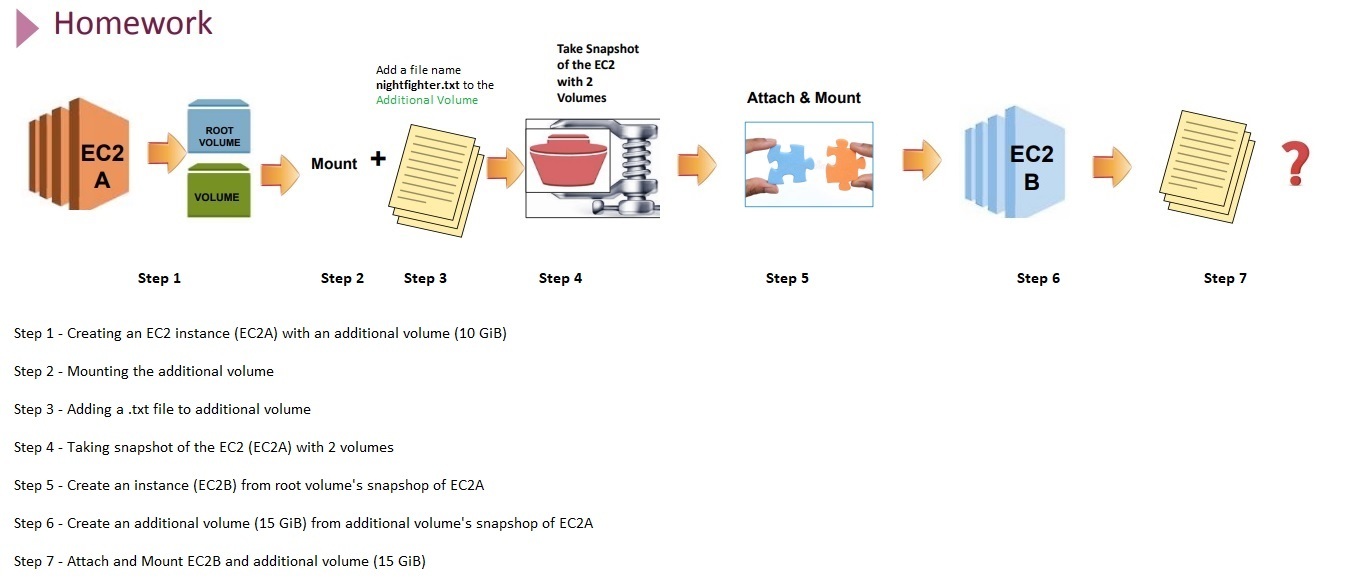 Homework
Take Snapshot
of the EC2
with 2
Volumes
Add a file name
nightfighter.txt to the
Additional Volume
Attach & Mount
EC2
A
ROOT
VOLUME
VOLUME
Mount
+
EC2
B
?
Step 1
Step 2
Step 3
Step 4
Step 5
Step 6
Step 7
Step 1 - Creating an EC2 instance (EC2A) with an additional volume (10 GiB)
Step 2 - Mounting the additional volume
Step 3 - Adding a .txt file to additional volume
Step 4 - Taking snapshot of the EC2 (EC2A) with 2 volumes
Step 5 - Create an instance (EC2B) from root volume's snapshop of EC2A
Step 6 - Create an additional volume (15 GiB) from additional volume's snapshop of EC2A
Step 7 - Attach and Mount EC2B and additional volume (15 GiB)